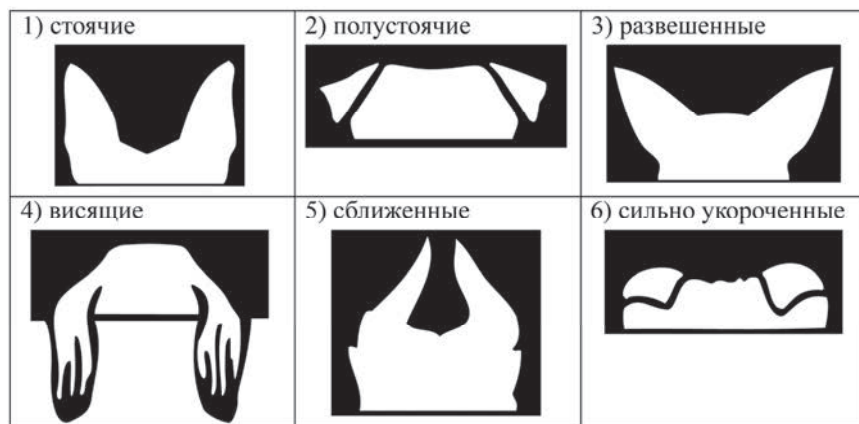 1) стоячие
2) полустоячие
3) развешенные
4) висящие
5) сближенные
6) сильно укороченные